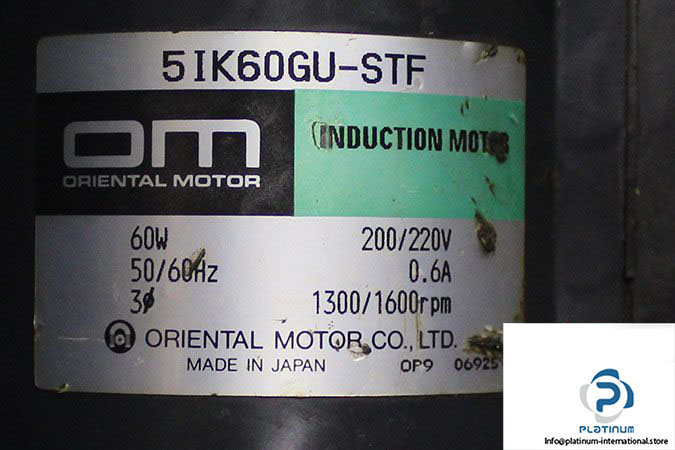 5IK60GU-STF
OM
ORIENTAL MOTOR
INDUCTION MOTOR
60W 200/220V
50/60Hz 0.6A
3ø 1300/1600rpm
ORIENTAL MOTOR CO., LTD.
MADE IN JAPAN OP9
PLATINUM
Info@platinum-international.store